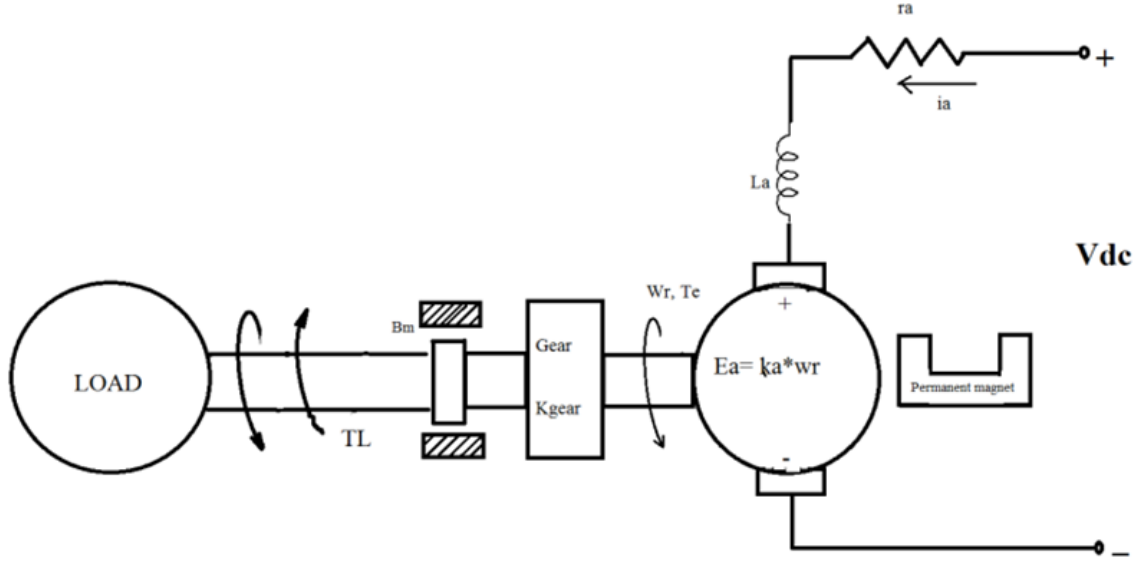 ra
+
ia
La
Vdc
Wr, Te
Bm
+
Gear
Ea= ka*wr
LOAD
Permanent magnet
Kgear
TL
-
-